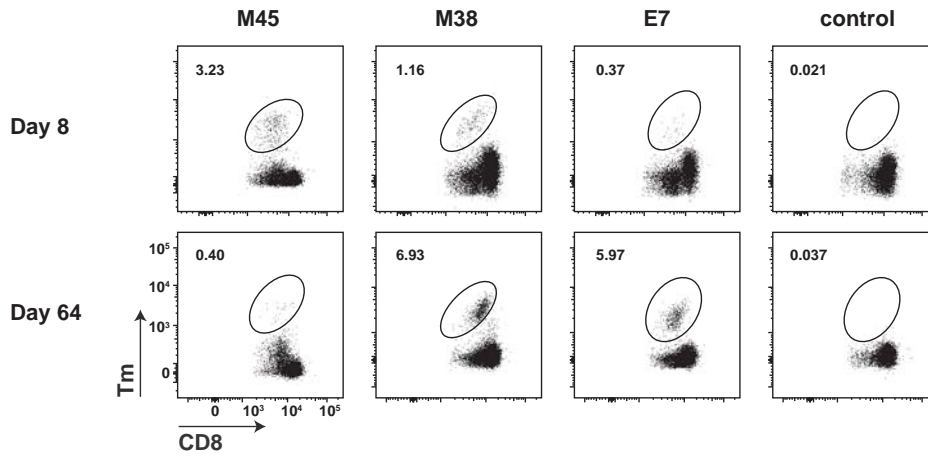 M45 M38 E7 control
Day 8
3.23 1.16 0.37 0.021
Day 64
0.40 6.93 5.97 0.037
10⁵
10⁴
10³
0
Tm
0 10³ 10⁴ 10⁵
CD8